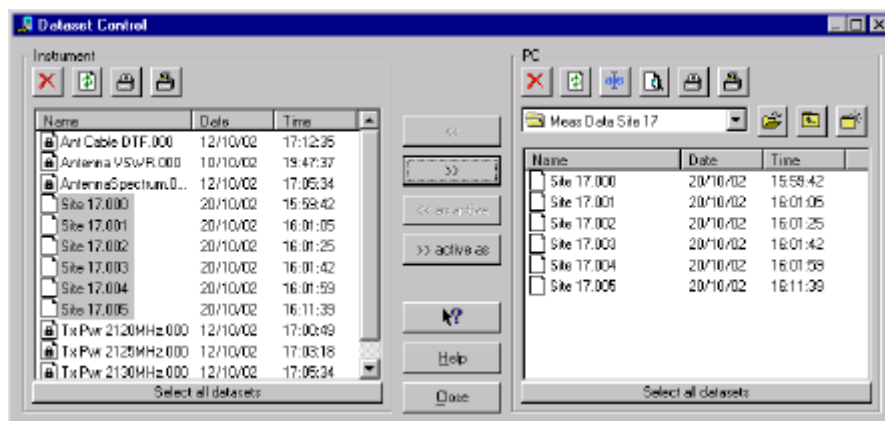 Dataset Control
Instrument
PC
Meas Data Site 17
Name Date Time
Ant Cable DTF.000 12/10/02 17:12:35
Antenna VSWR.000 10/10/02 19:47:37
AntennaSpectrum.0... 12/10/02 17:05:34
Site 17.000 20/10/02 15:59:42
Site 17.001 20/10/02 16:01:05
Site 17.002 20/10/02 16:01:25
Site 17.003 20/10/02 16:01:42
Site 17.004 20/10/02 16:01:59
Site 17.005 20/10/02 16:11:39
Tx Pwr 2120MHz.000 12/10/02 17:00:49
Tx Pwr 2125MHz.000 12/10/02 17:03:18
Tx Pwr 2130MHz.000 12/10/02 17:05:34
Select all datasets
<<
>>
<< as active
>> active as
Help
Close
Name Date Time
Site 17.000 20/10/02 15:59:42
Site 17.001 20/10/02 16:01:05
Site 17.002 20/10/02 16:01:25
Site 17.003 20/10/02 16:01:42
Site 17.004 20/10/02 16:01:59
Site 17.005 20/10/02 16:11:39
Select all datasets